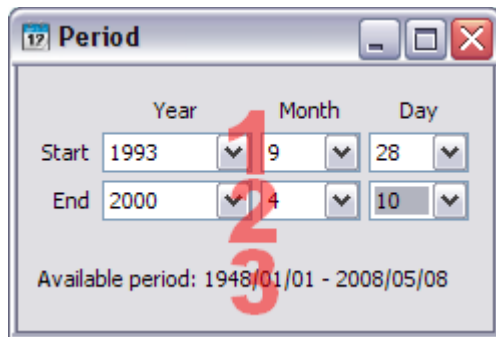 17 Period
Year Month Day
1
Start 1993 9 28
2
End 2000 4 10
3
Available period: 1948/01/01 - 2008/05/08